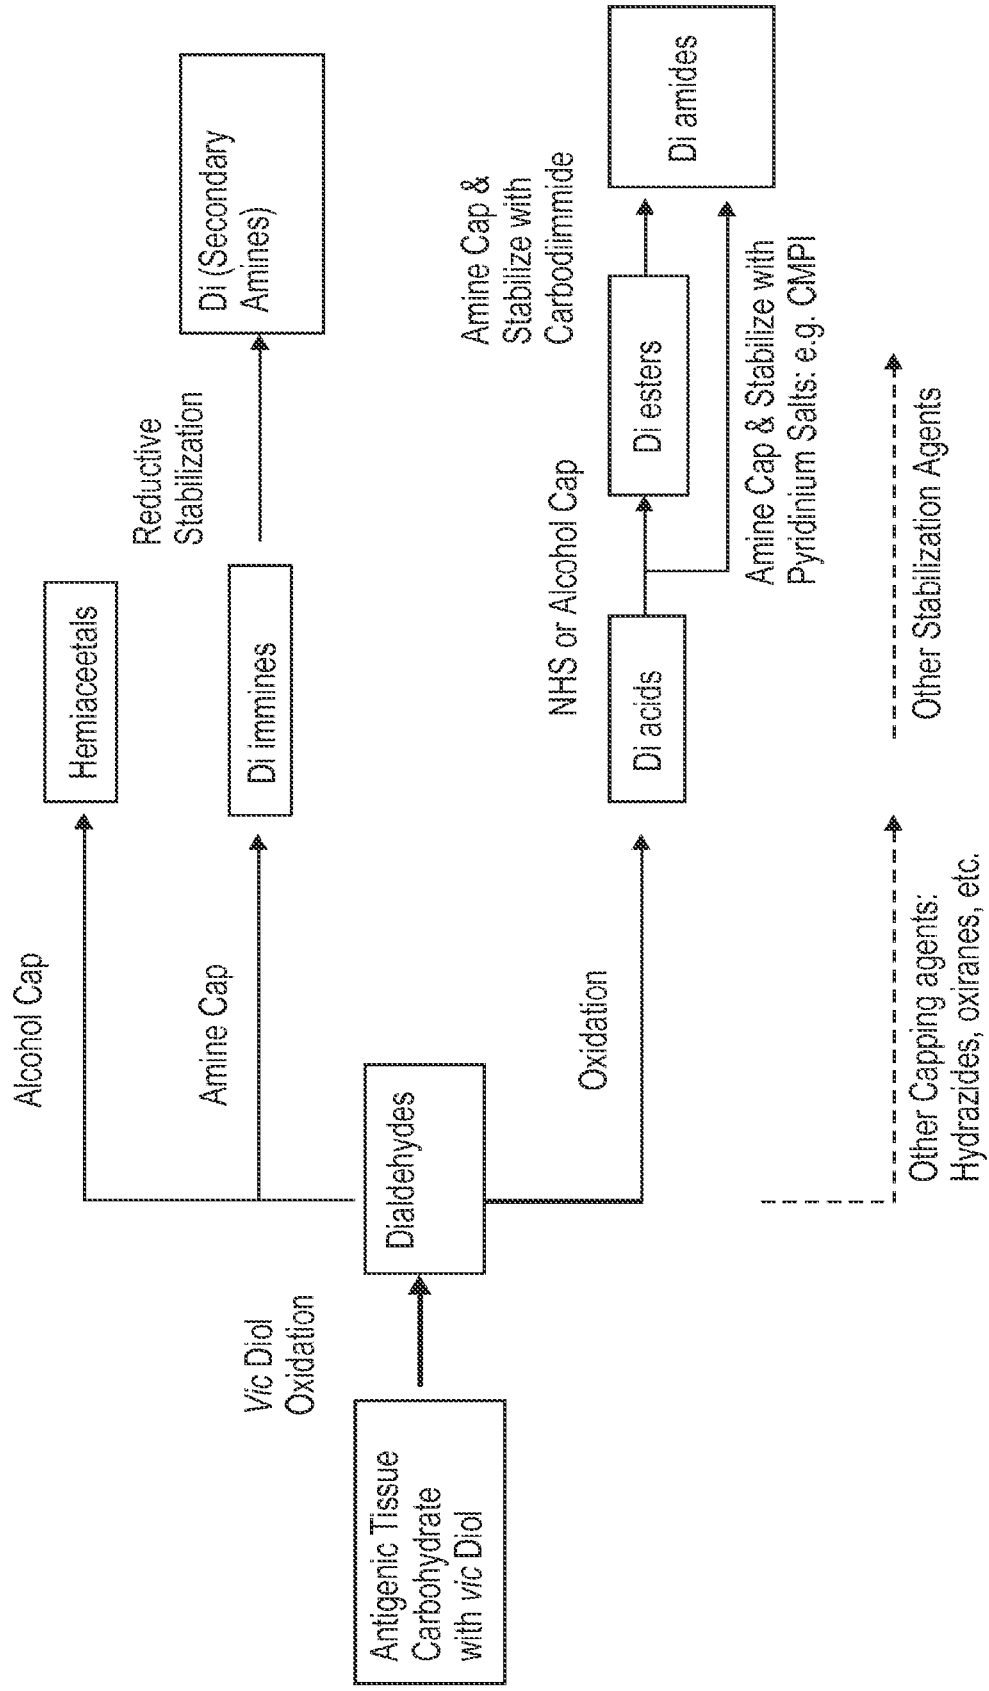 Antigenic Tissue
Carbohydrate
with vic Diol
Vic Diol
Oxidation
Dialdehydes
Alcohol Cap
Hemiaceetals
Amine Cap
Di immines
Reductive
Stabilization
Di (Secondary
Amines)
Oxidation
Di acids
NHS or Alcohol Cap
Di esters
Amine Cap &
Stabilize with
Carbodiimmide
Di amides
Amine Cap & Stabilize with
Pyridinium Salts: e.g. CMPI
Other Capping agents:
Hydrazides, oxiranes, etc.
Other Stabilization Agents